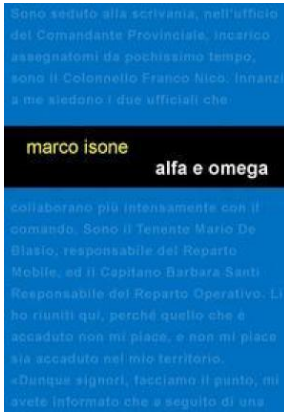 Sono seduto alla scrivania, nell'ufficio
del Comandante Provinciale, incarico
assegnatomi da pochissimo tempo,
sono il Colonnello Franco Nico. Innanzi
a me siedono i due ufficiali che
marco isone
alfa e omega
collaborano più intensamente con il
comando. Sono il Tenente Mario De
Blasio, responsabile del Reparto
Mobile, ed il Capitano Barbara Santi
Responsabile del Reparto Operativo. Li
ho riuniti qui, perché quello che è
accaduto non mi piace, e non mi piace
sia accaduto nel mio territorio.
«Dunque signori, facciamo il punto, mi
avete informato che a seguito di una